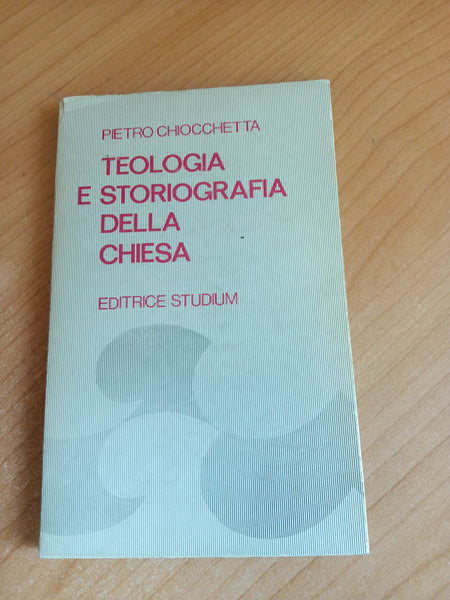 PIETRO CHIOCCHETTA
TEOLOGIA
E STORIOGRAFIA
DELLA
CHIESA
EDITRICE STUDIUM